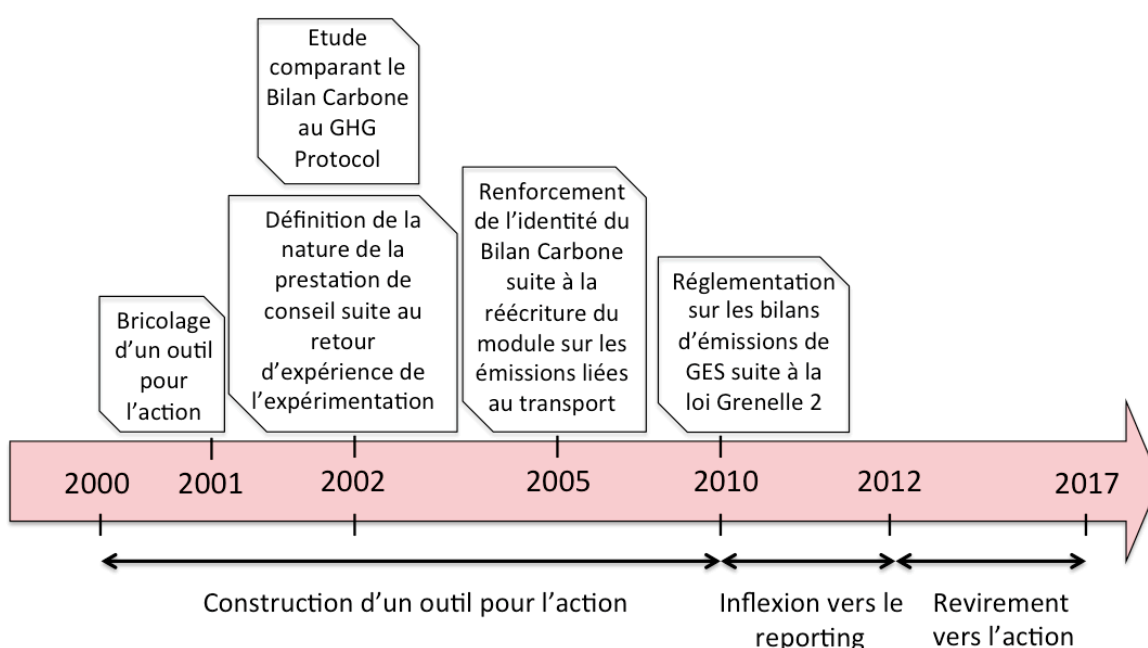 Etude
comparant le
Bilan Carbone
au GHG
Protocol
Bricolage
d'un outil
pour
l'action
Définition de la
nature de la
prestation de
conseil suite au
retour
d'expérience de
l'expérimentation
Renforcement
de l'identité du
Bilan Carbone
suite à la
réécriture du
module sur les
émissions liées
au transport
Réglementation
sur les bilans
d'émissions de
GES suite à la
loi Grenelle 2
2000 2001 2002 2005 2010 2012 2017
Construction d'un outil pour l'action
Inflexion vers le
reporting
Revirement
vers l'action